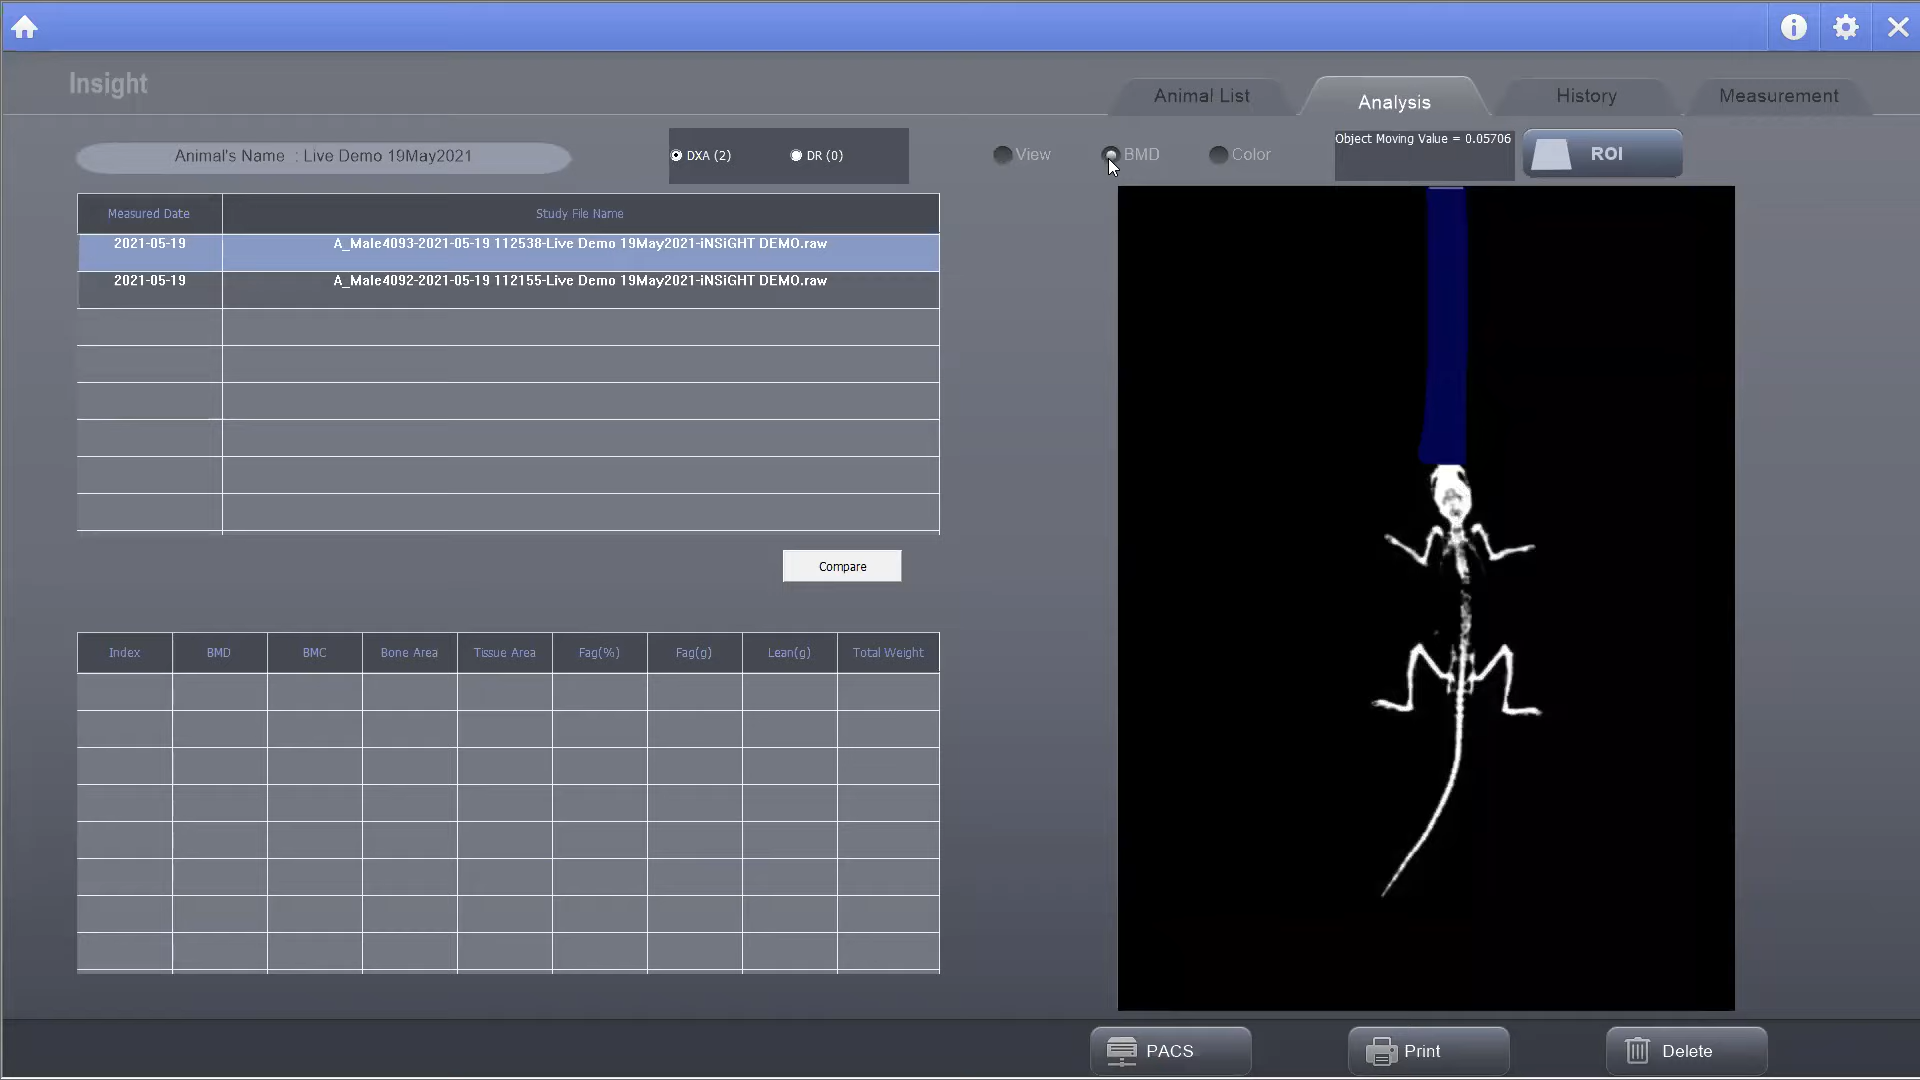 Insight
Animal List
Analysis
History
Measurement
Animal's Name : Live Demo 19May2021
DXA (2)
DR (0)
View
BMD
Color
Object Moving Value = 0.05706
ROI
Measured Date
Study File Name
2021-05-19
A_Male4093-2021-05-19 112538-Live Demo 19May2021-iNSiGHT DEMO.raw
2021-05-19
A_Male4092-2021-05-19 112155-Live Demo 19May2021-iNSiGHT DEMO.raw
Compare
Index
BMD
BMC
Bone Area
Tissue Area
Fag(%)
Fag(g)
Lean(g)
Total Weight
PACS
Print
Delete